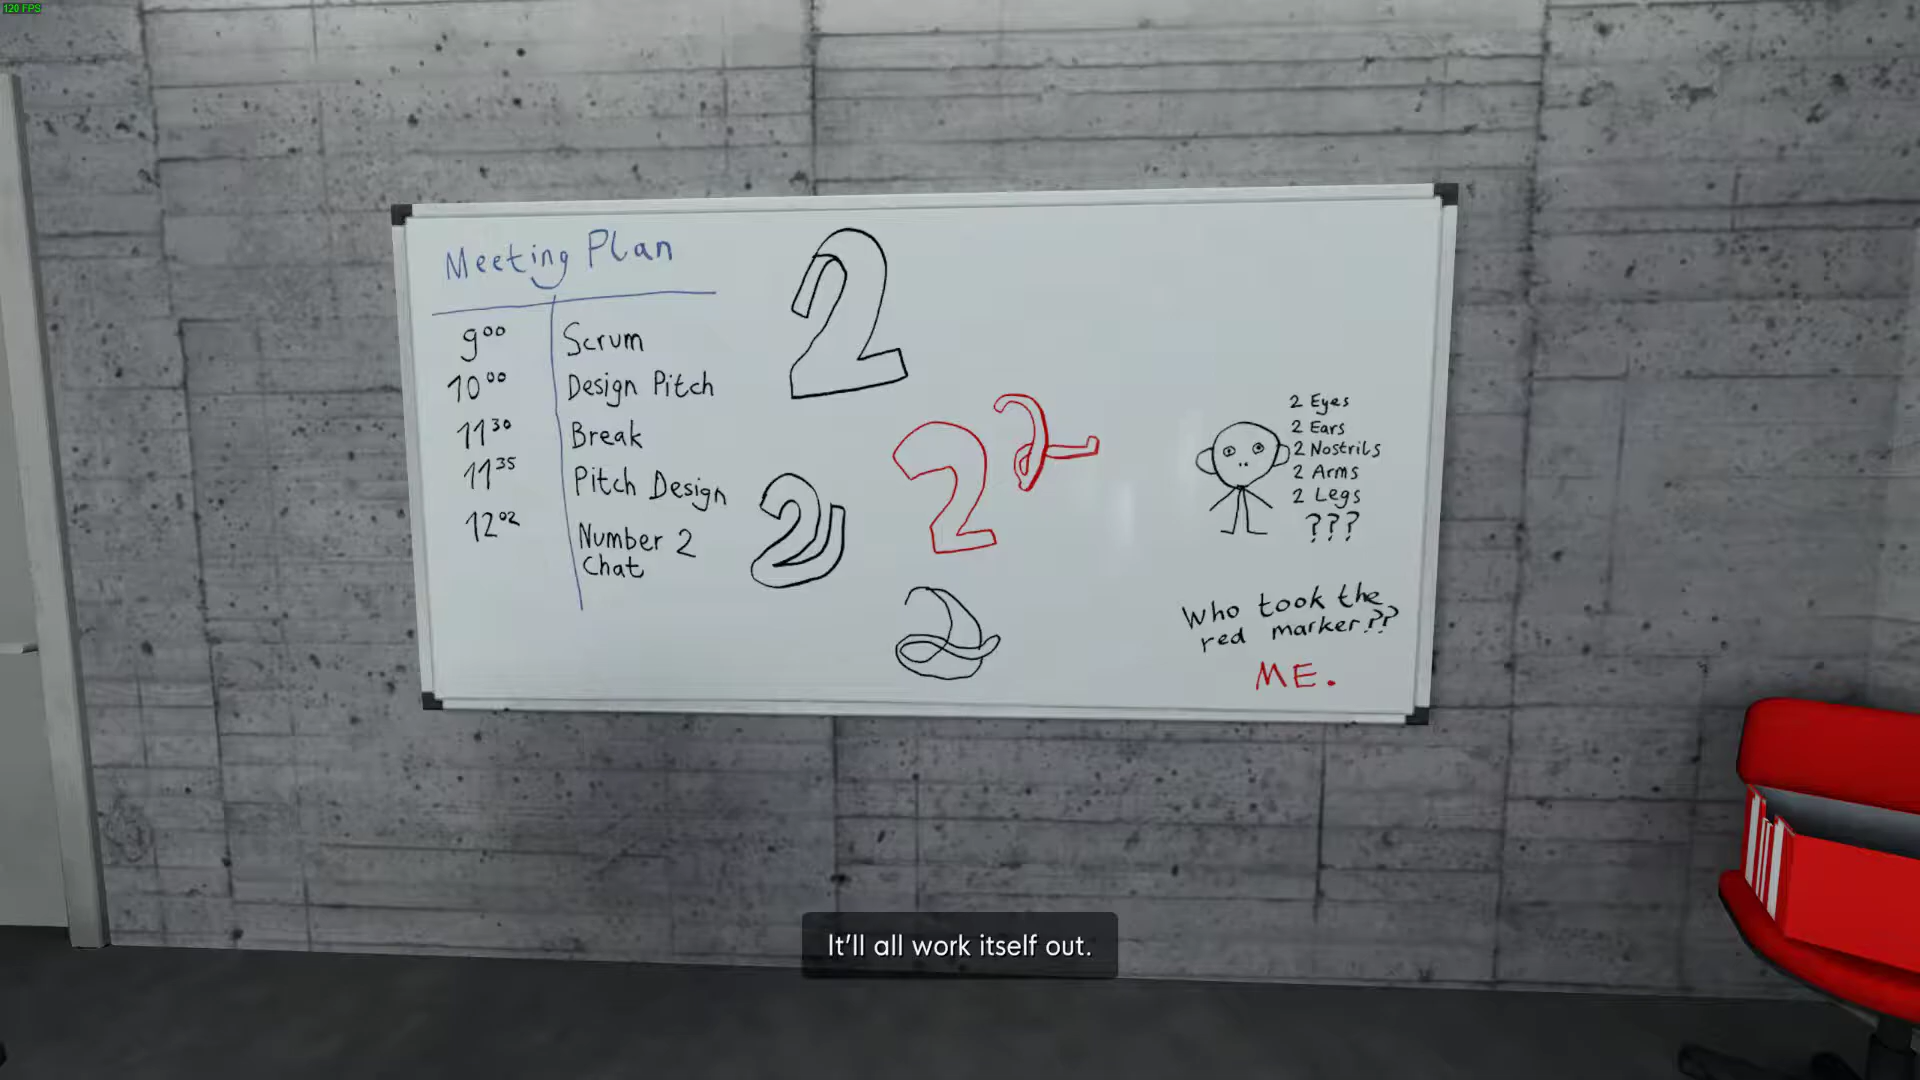 120 FPS
Meeting Plan
9⁰⁰ Scrum
10⁰⁰ Design Pitch
11³⁰ Break
11³⁵ Pitch Design
12⁰² Number 2
Chat
2
2
2
2
2
2 Eyes
2 Ears
2 Nostrils
2 Arms
2 Legs
???
Who took the
red marker??
ME.
It'll all work itself out.